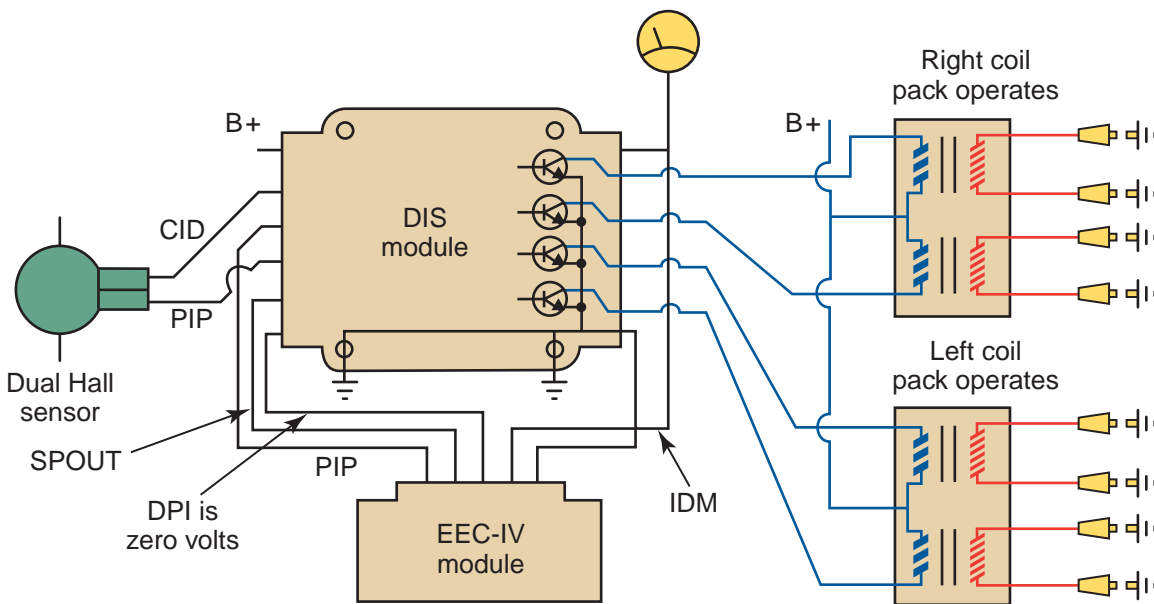 Right coil
pack operates
B+
B+
DIS
module
CID
PIP
Dual Hall
sensor
Left coil
pack operates
SPOUT
PIP
DPI is
zero volts
IDM
EEC-IV
module